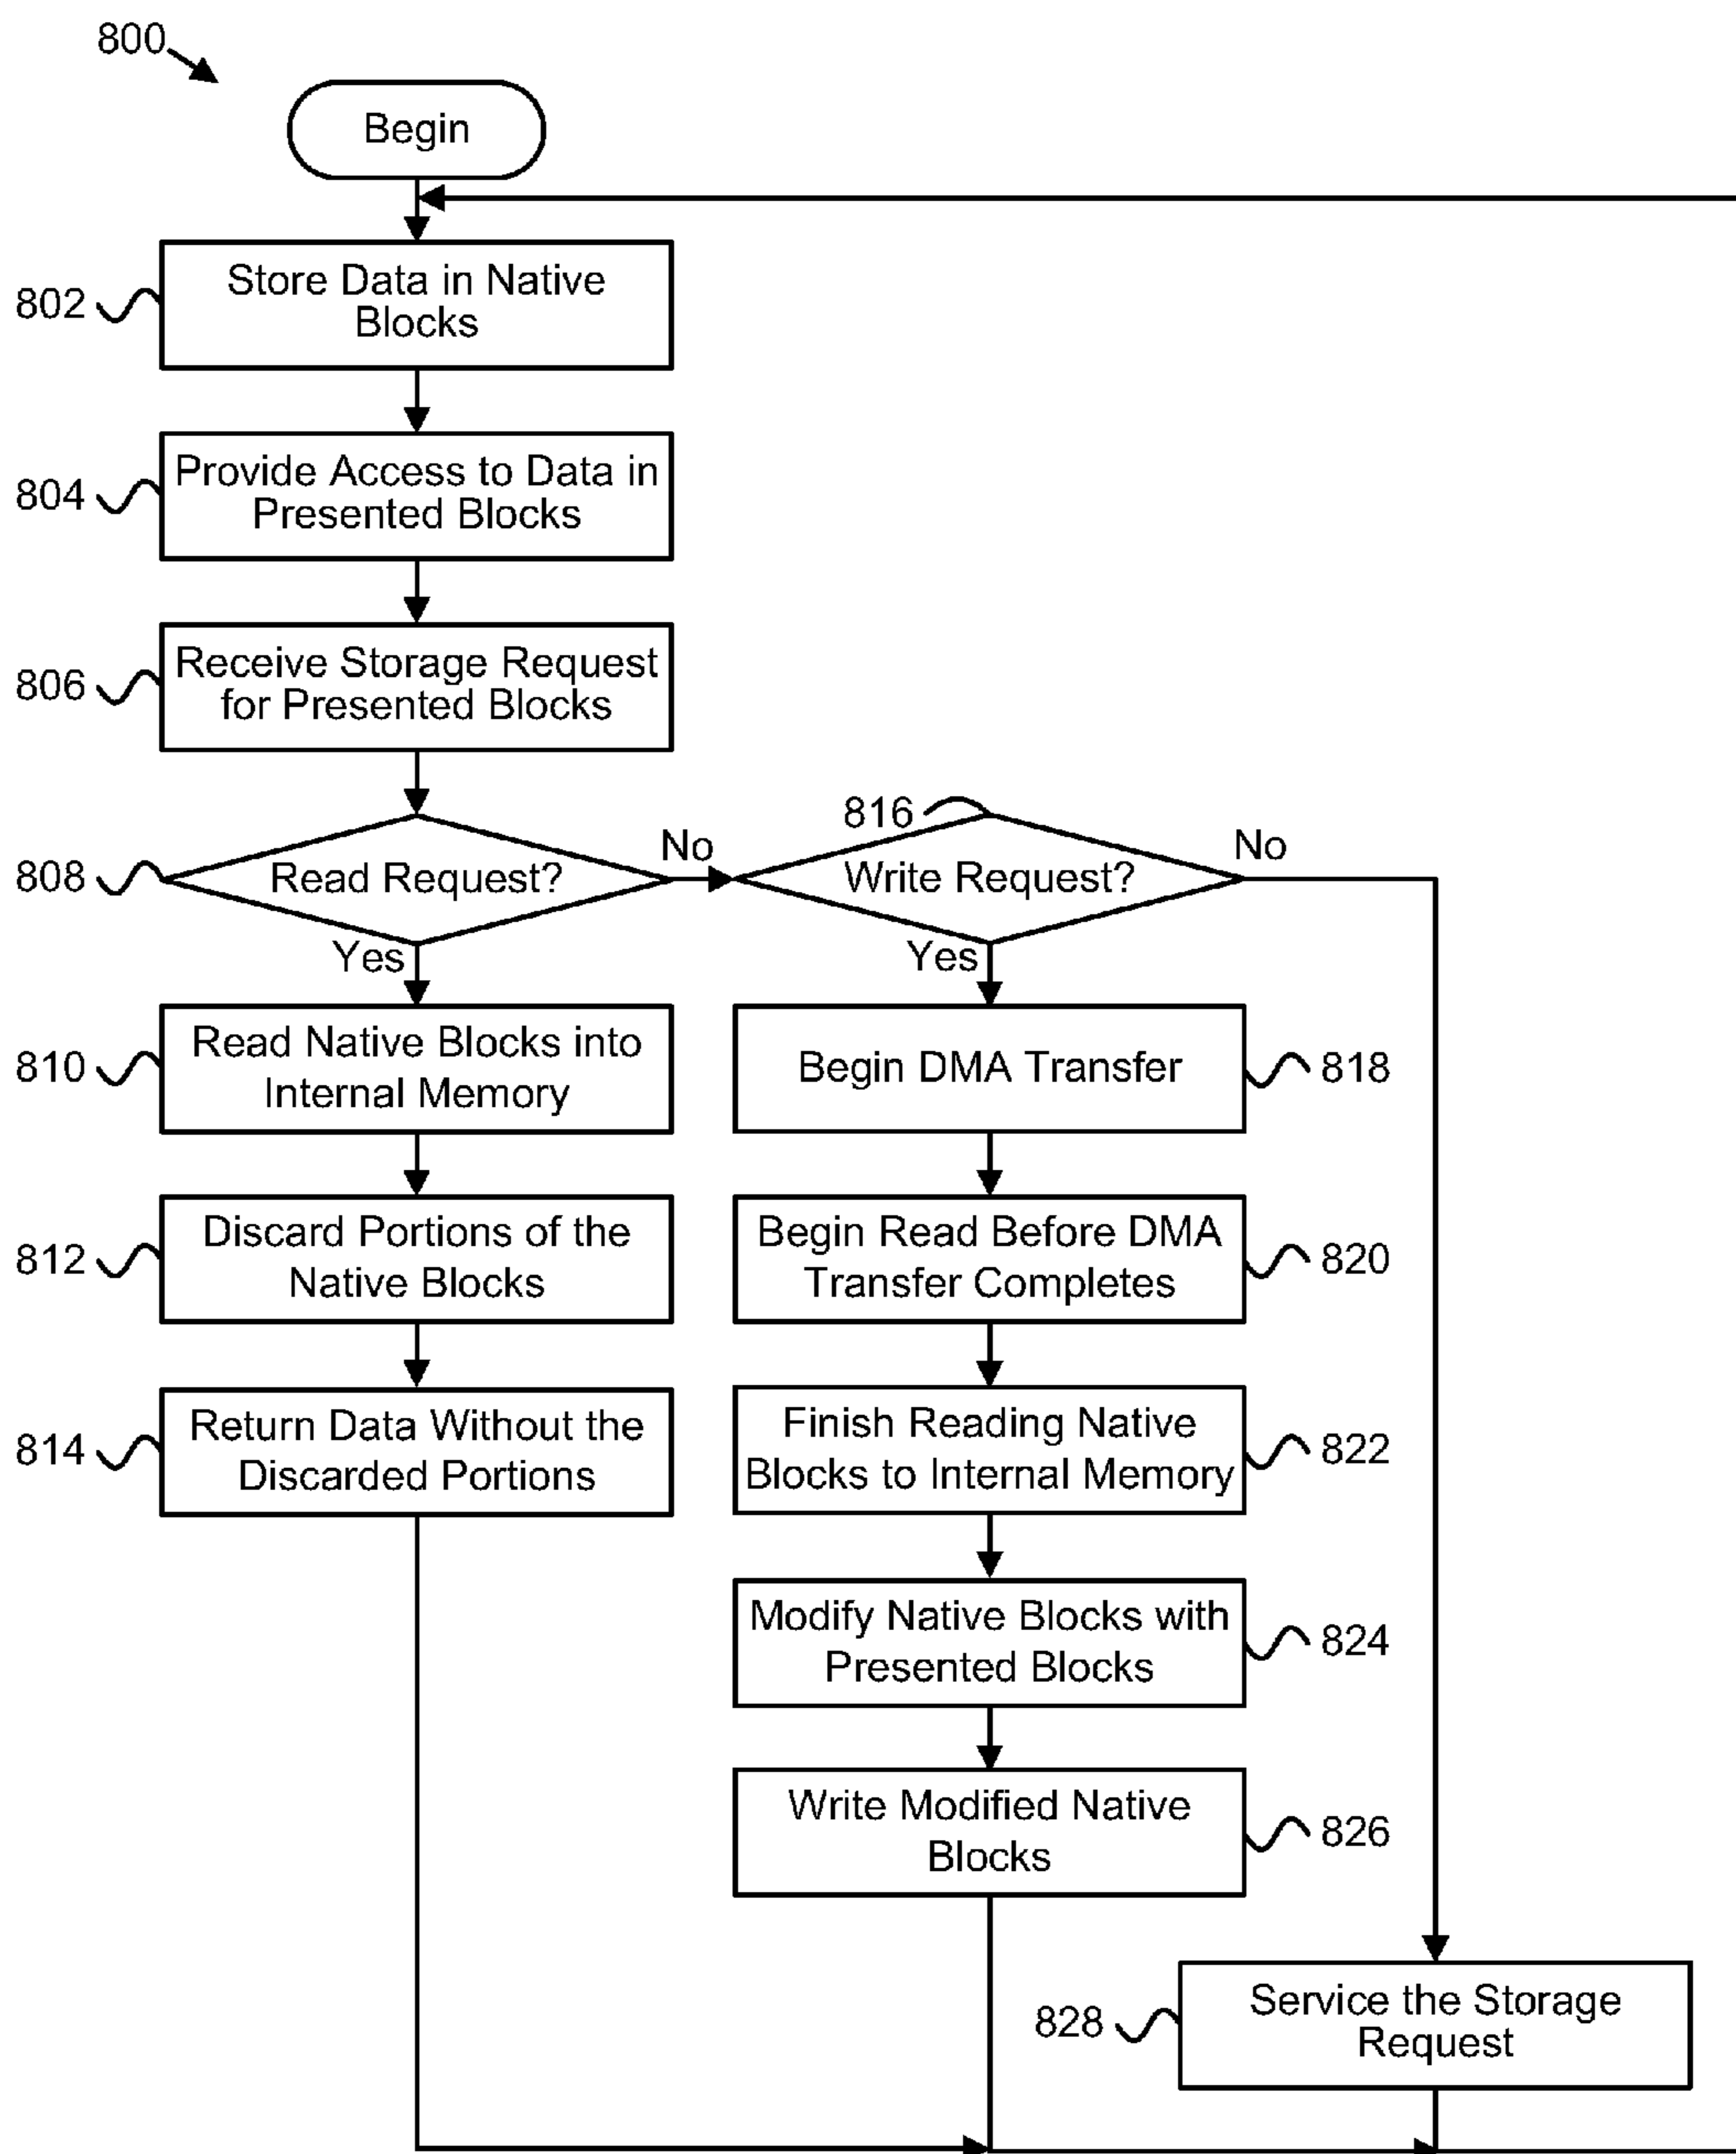 800
Begin
802
Store Data in Native
Blocks
804
Provide Access to Data in
Presented Blocks
806
Receive Storage Request
for Presented Blocks
808
Read Request?
No
Yes
816
Write Request?
No
Yes
810
Read Native Blocks into
Internal Memory
812
Discard Portions of the
Native Blocks
814
Return Data Without the
Discarded Portions
Begin DMA Transfer
818
Begin Read Before DMA
Transfer Completes
820
Finish Reading Native
Blocks to Internal Memory
822
Modify Native Blocks with
Presented Blocks
824
Write Modified Native
Blocks
826
828
Service the Storage
Request